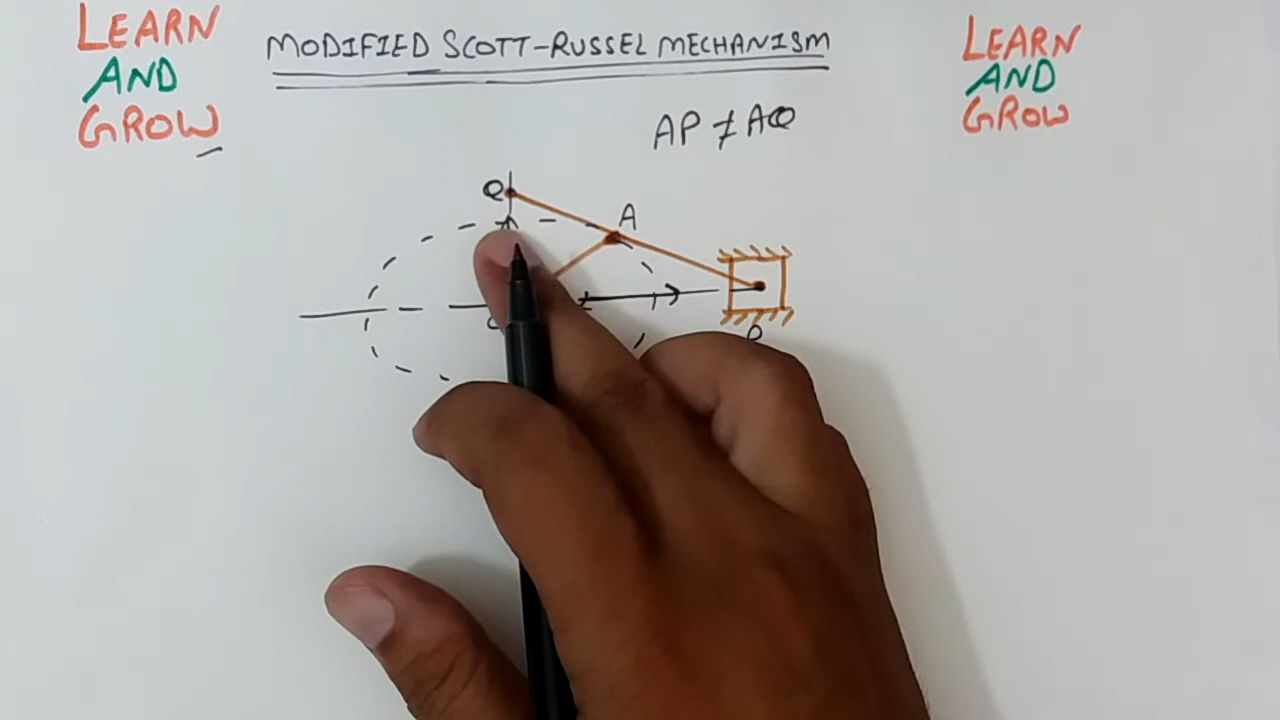 LEARN
AND
GROW
MODIFIED SCOTT-RUSSEL MECHANISM
LEARN
AND
GROW
AP ≠ AQ
Q
A
P